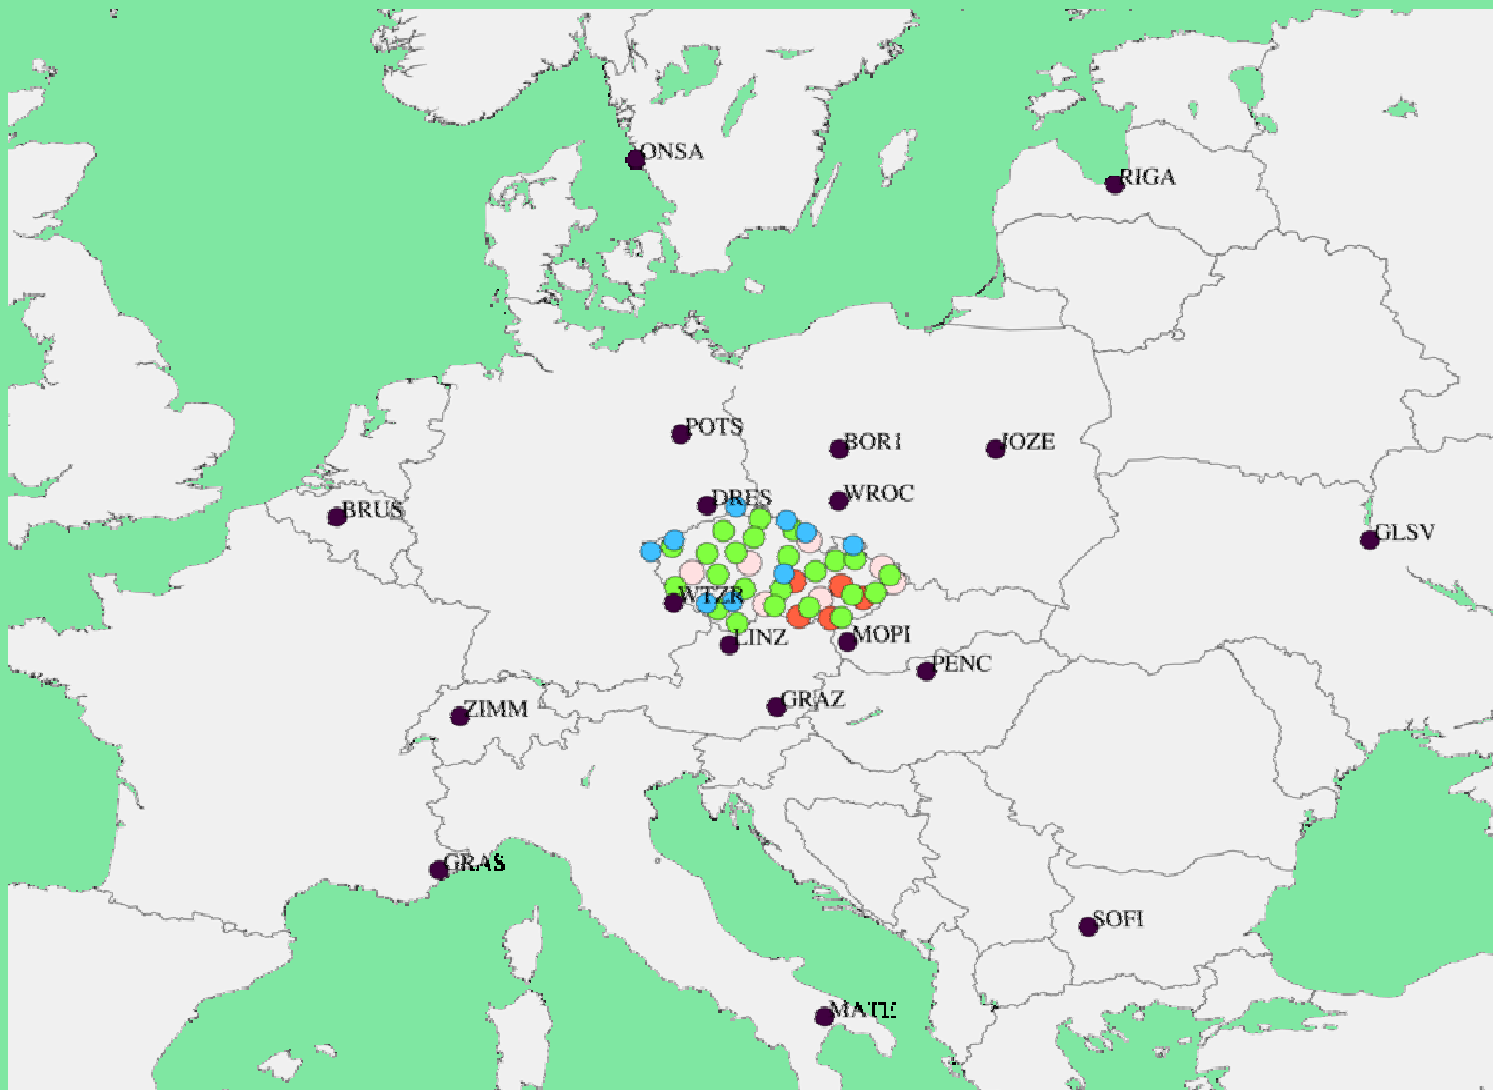 ONSA
RIGA
POTS
BOR1
JOZE
DRES
WROC
BRUS
GLSV
WTZR
LINZ
MOPI
PENC
GRAZ
ZIMM
GRAS
SOFI
MATE